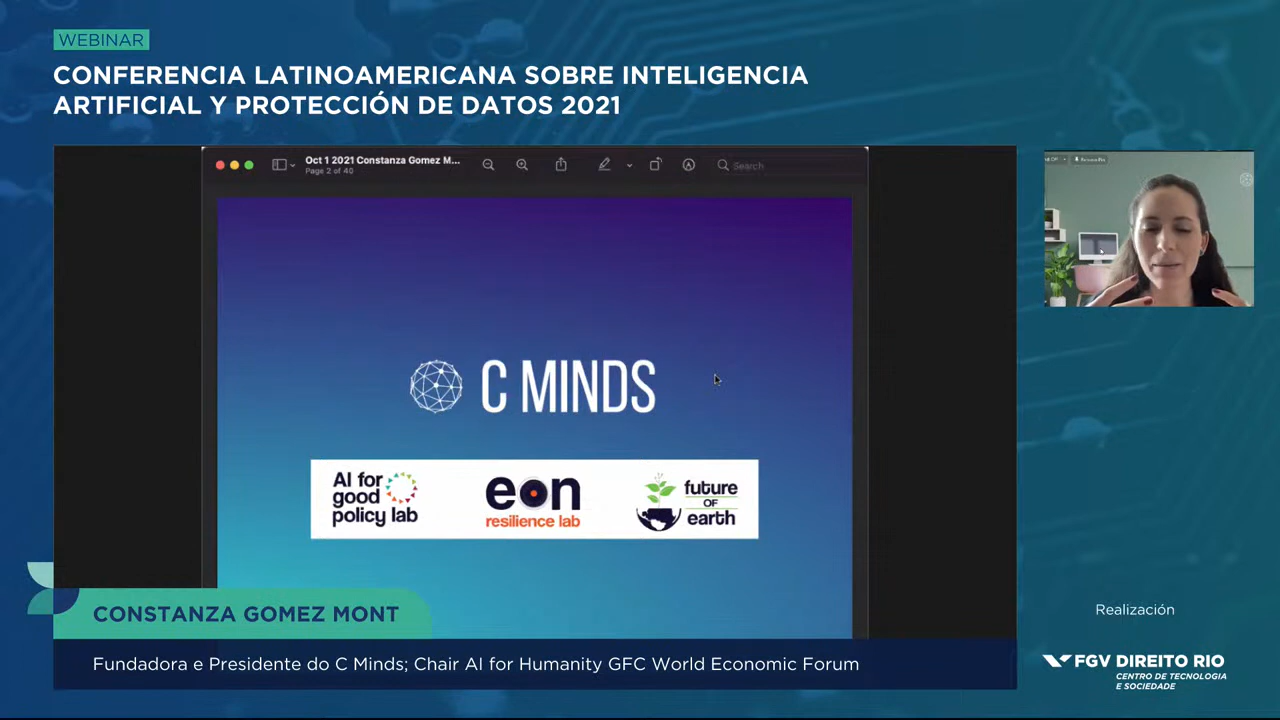 WEBINAR
CONFERENCIA LATINOAMERICANA SOBRE INTELIGENCIA
ARTIFICIAL Y PROTECCIÓN DE DATOS 2021
Oct 1 2021 Constanza Gomez M...
Page 2 of 40
Search
C MINDS
AI for
good
policy lab
eon
resilience lab
future
OF
earth
CONSTANZA GOMEZ MONT
Fundadora e Presidente do C Minds; Chair AI for Humanity GFC World Economic Forum
Realización
FGV DIREITO RIO
CENTRO DE TECNOLOGIA
E SOCIEDADE